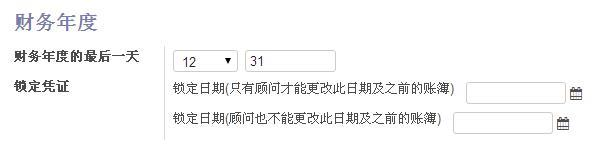 财务年度
财务年度的最后一天 12 31
锁定凭证 锁定日期(只有顾问才能更改此日期及之前的账簿)
锁定日期(顾问也不能更改此日期及之前的账簿)